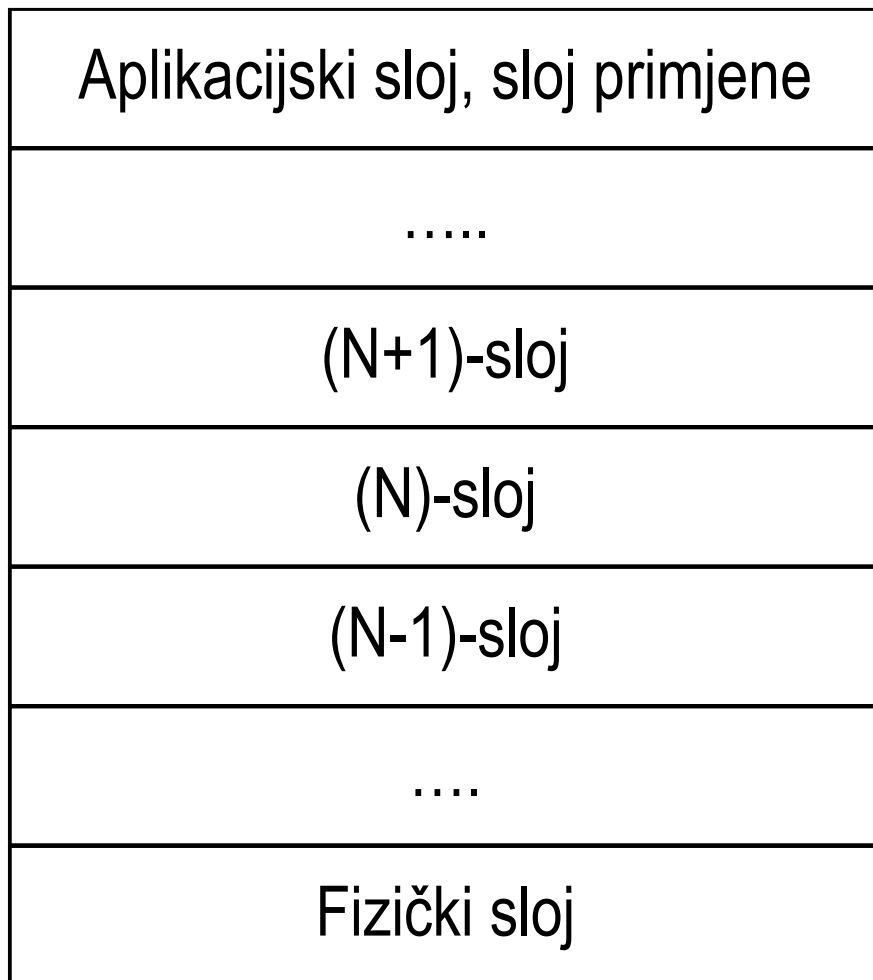 Aplikacijski sloj, sloj primjene
…..
(N+1)-sloj
(N)-sloj
(N-1)-sloj
….
Fizički sloj